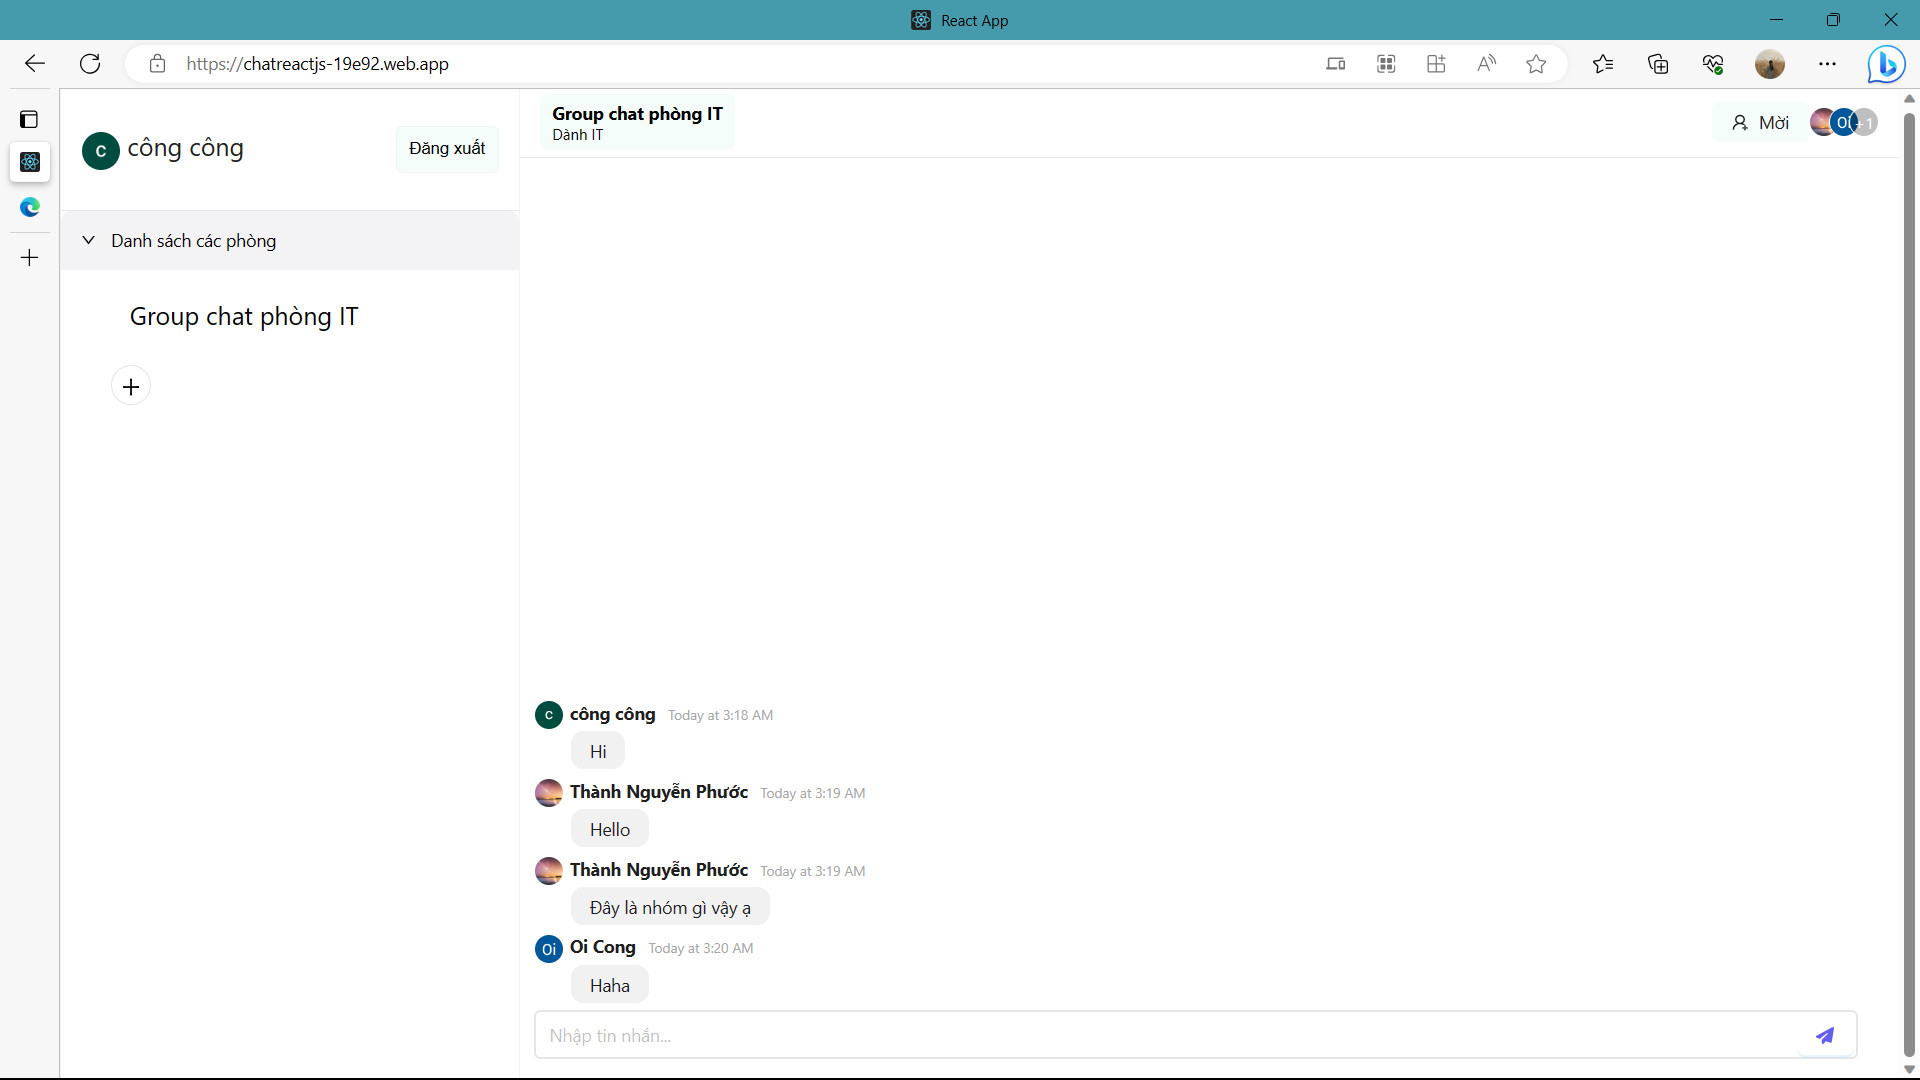 React App
https://chatreactjs-19e92.web.app
c công công
Đăng xuất
Danh sách các phòng
Group chat phòng IT
Group chat phòng IT
Dành IT
Mời
Oi +1
c công công Today at 3:18 AM
Hi
Thành Nguyễn Phước Today at 3:19 AM
Hello
Thành Nguyễn Phước Today at 3:19 AM
Đây là nhóm gì vậy ạ
Oi Oi Cong Today at 3:20 AM
Haha
Nhập tin nhắn...